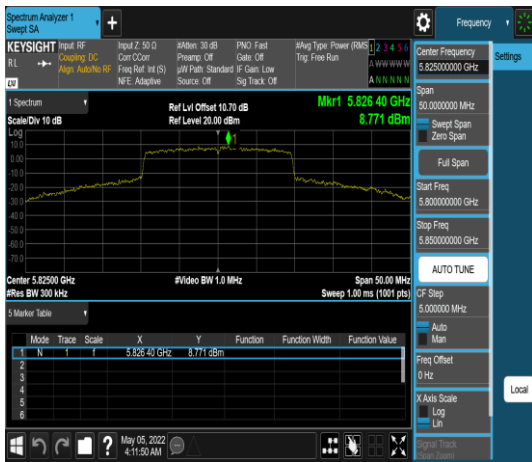 Spectrum Analyzer 1
Swept SA
+
Frequency
Settings
KEYSIGHT
RL
LXI
Input: RF
Coupling: DC
Align: Auto/No RF
Input Z: 50 Ω
Corr CCorr
Freq Ref: Int (S)
NFE: Adaptive
#Atten: 30 dB
Preamp: Off
µW Path: Standard
Source: Off
PNO: Fast
Gate: Off
IF Gain: Low
Sig Track: Off
#Avg Type: Power (RMS
Trig: Free Run
1 2 3 4 5 6
A W W W W W
A N N N N N
1 Spectrum
Scale/Div 10 dB
Ref Lvl Offset 10.70 dB
Ref Level 20.00 dBm
Mkr1 5.826 40 GHz
8.771 dBm
Log
10.0
0.00
-10.0
-20.0
-30.0
-40.0
-50.0
-60.0
-70.0
1
Center 5.82500 GHz
#Res BW 300 kHz
#Video BW 1.0 MHz
Span 50.00 MHz
Sweep 1.00 ms (1001 pts)
5 Marker Table
Mode Trace Scale X Y Function Function Width Function Value
1 N 1 f 5.826 40 GHz 8.771 dBm
2
3
4
5
6
May 05, 2022
4:11:50 AM
?
Center Frequency
5.825000000 GHz
Span
50.0000000 MHz
Swept Span
Zero Span
Full Span
Start Freq
5.800000000 GHz
Stop Freq
5.850000000 GHz
AUTO TUNE
CF Step
5.000000 MHz
Auto
Man
Freq Offset
0 Hz
X Axis Scale
Log
Lin
Signal Track
(Span Zoom)
Local